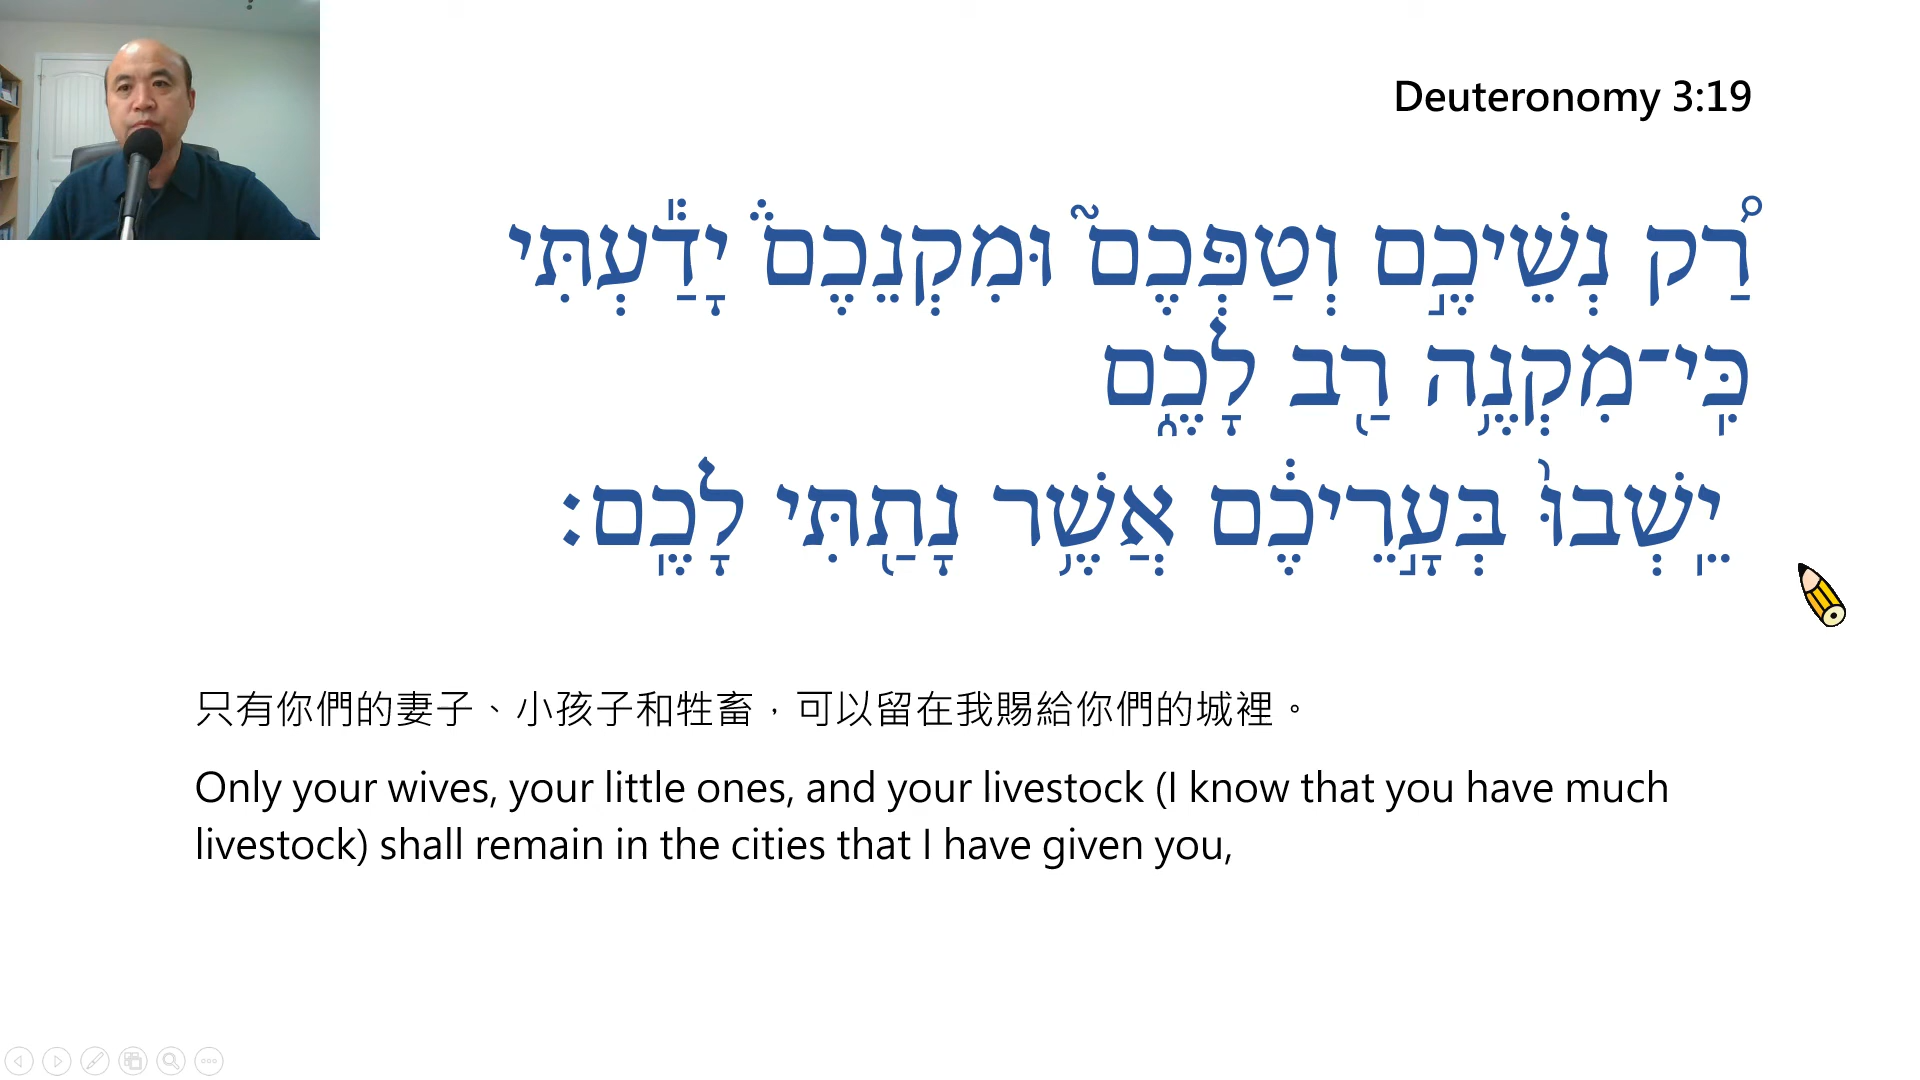 Deuteronomy 3:19
רַ֠ק נְשֵׁיכֶ֣ם וְטַפְּכֶם֮ וּמִקְנֵכֶם֒ יָדַ֕עְתִּי
כִּֽי־מִקְנֶ֥ה רַ֖ב לָכֶ֑ם
יֵֽשְׁבוּ֙ בְּעָ֣רֵיכֶ֔ם אֲשֶׁ֥ר נָתַ֖תִּי לָכֶֽם׃
只有你們的妻子、小孩子和牲畜，可以留在我賜給你們的城裡。
Only your wives, your little ones, and your livestock (I know that you have much
livestock) shall remain in the cities that I have given you,